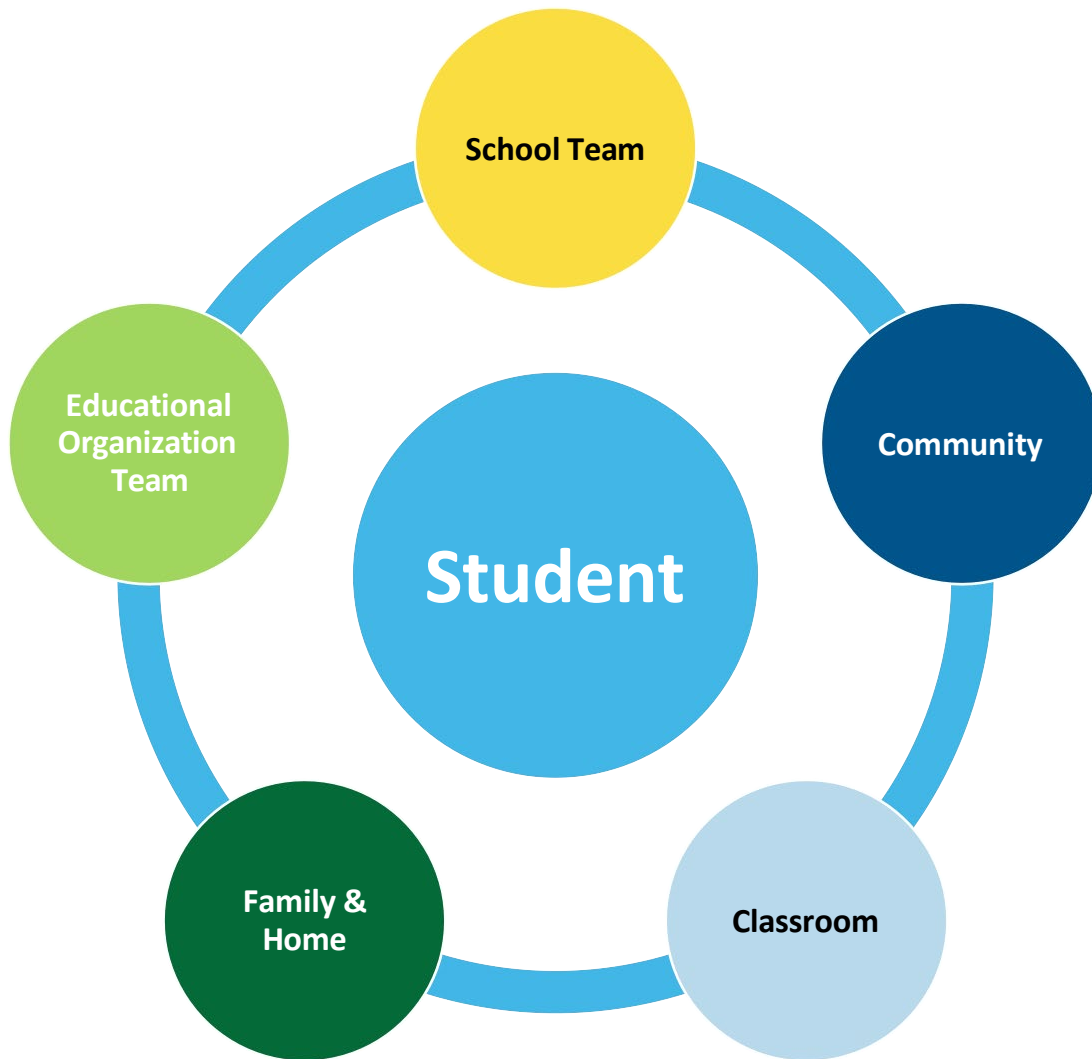 School Team
Educational
Organization
Team
Community
Student
Family &
Home
Classroom